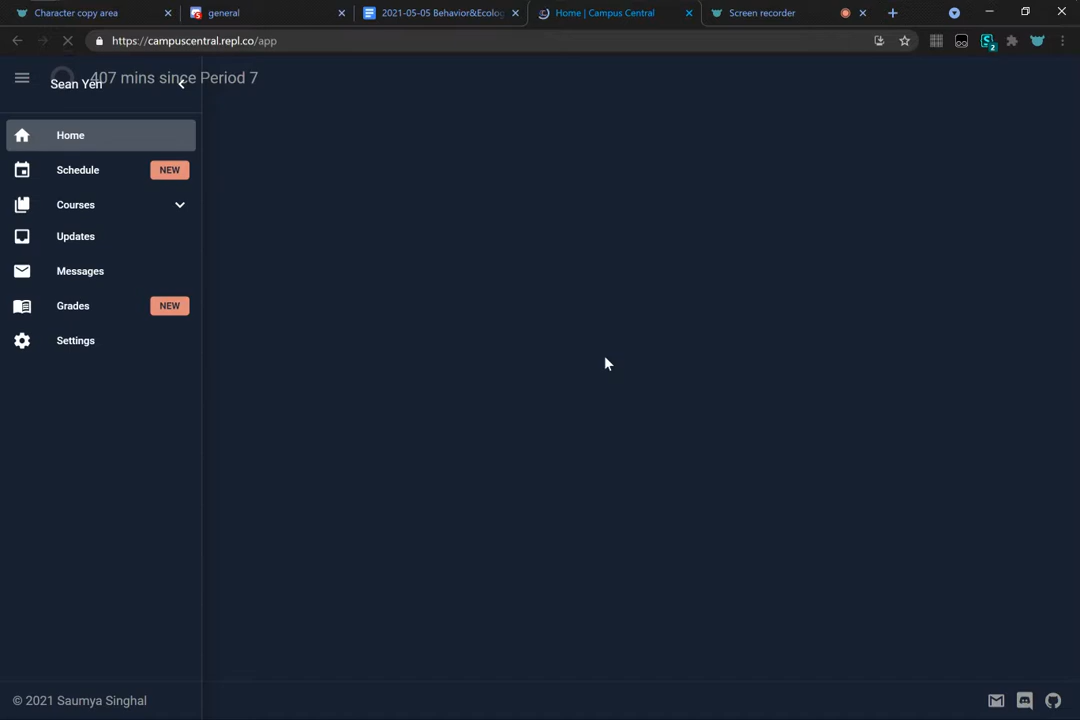 Character copy area
general
2021-05-05 Behavior&Ecolog
Home | Campus Central
Screen recorder
https://campuscentral.repl.co/app
2
407 mins since Period 7
Sean Yen
Home
Schedule NEW
Courses
Updates
Messages
Grades NEW
Settings
© 2021 Saumya Singhal